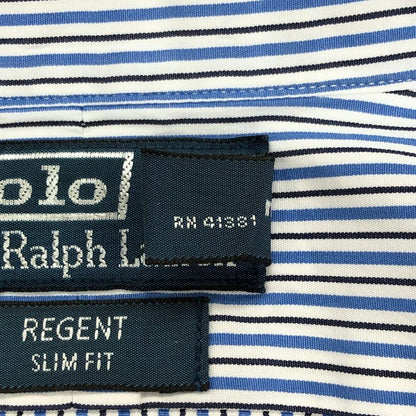 olo
RN 41381
Ralph La
REGENT
SLIM FIT